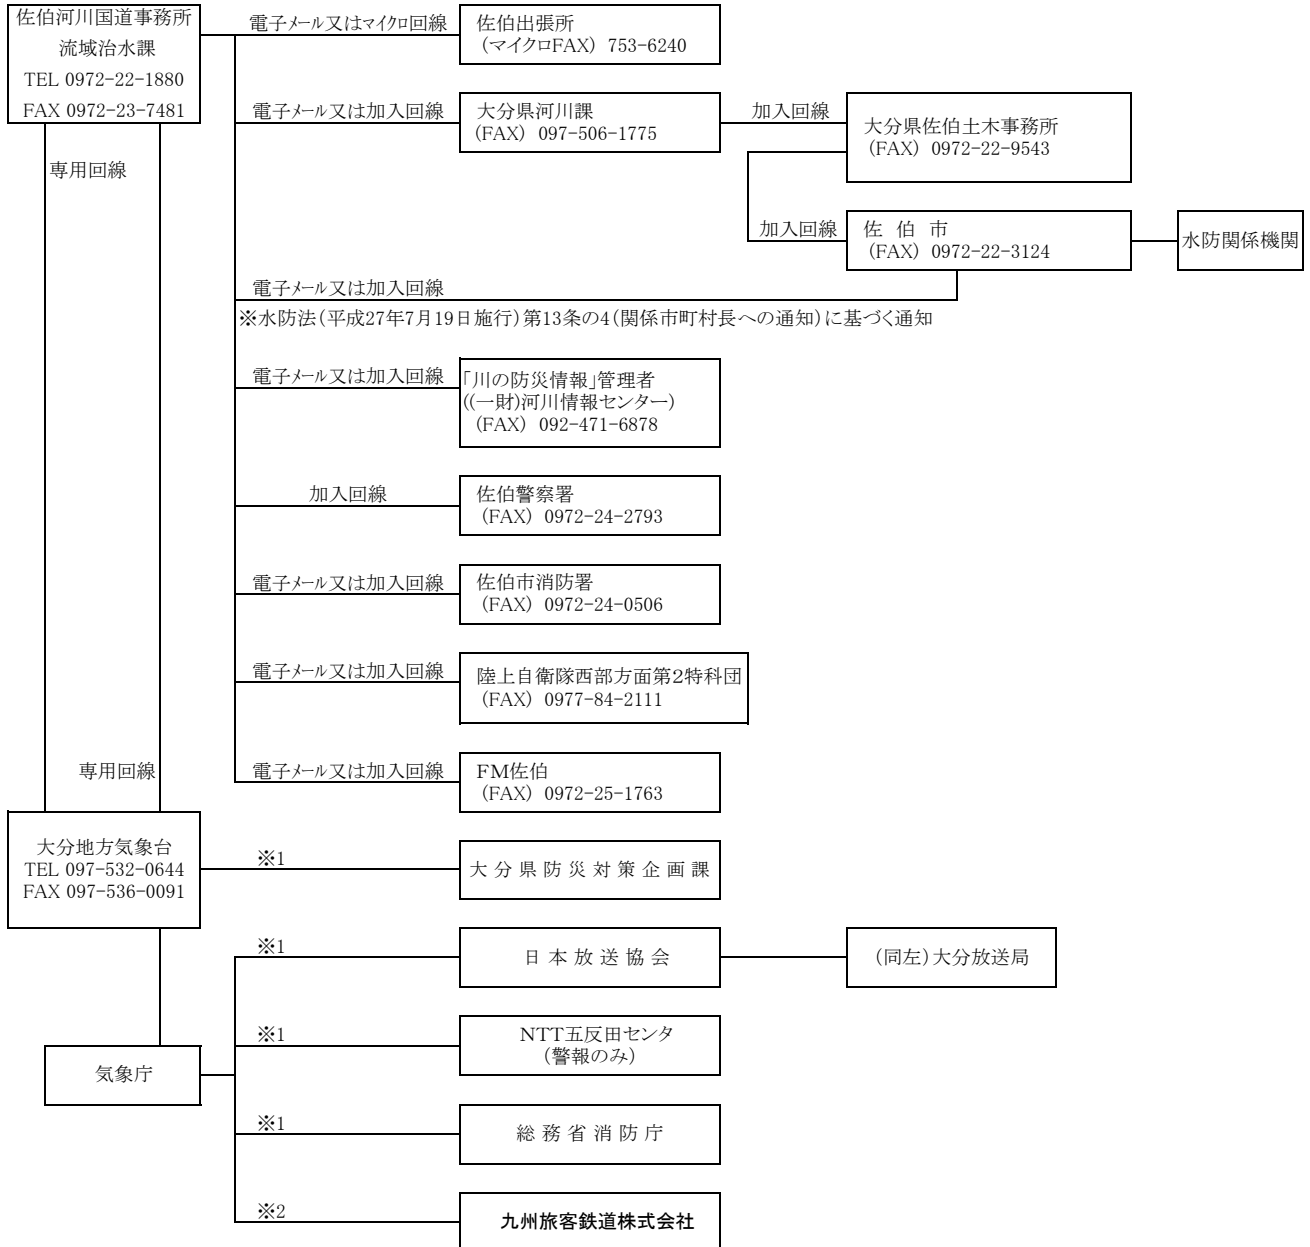 佐伯河川国道事務所
流域治水課
TEL 0972-22-1880
FAX 0972-23-7481
電子メール又はマイクロ回線
佐伯出張所
(マイクロFAX) 753-6240
電子メール又は加入回線
大分県河川課
(FAX) 097-506-1775
加入回線
大分県佐伯土木事務所
(FAX) 0972-22-9543
専用回線
加入回線
佐 伯 市
(FAX) 0972-22-3124
水防関係機関
電子メール又は加入回線
※水防法(平成27年7月19日施行)第13条の4(関係市町村長への通知)に基づく通知
電子メール又は加入回線
「川の防災情報」管理者
((一財)河川情報センター)
(FAX) 092-471-6878
加入回線
佐伯警察署
(FAX) 0972-24-2793
電子メール又は加入回線
佐伯市消防署
(FAX) 0972-24-0506
電子メール又は加入回線
陸上自衛隊西部方面第2特科団
(FAX) 0977-84-2111
専用回線
電子メール又は加入回線
FM佐伯
(FAX) 0972-25-1763
大分地方気象台
TEL 097-532-0644
FAX 097-536-0091
※1
大 分 県 防 災 対 策 企 画 課
※1
日 本 放 送 協 会
(同左)大分放送局
※1
NTT五反田センタ
(警報のみ)
気象庁
※1
総 務 省 消 防 庁
※2
九州旅客鉄道株式会社